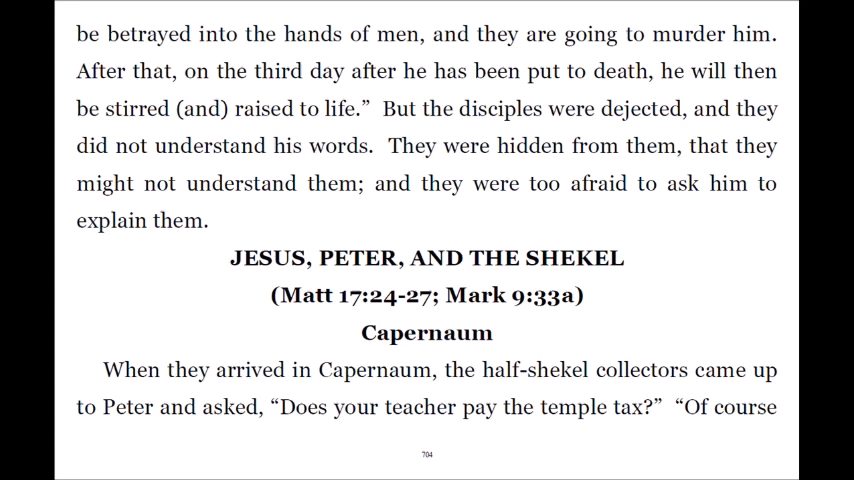 be betrayed into the hands of men, and they are going to murder him.
After that, on the third day after he has been put to death, he will then
be stirred (and) raised to life.”  But the disciples were dejected, and they
did not understand his words.  They were hidden from them, that they
might not understand them; and they were too afraid to ask him to
explain them.
JESUS, PETER, AND THE SHEKEL
(Matt 17:24-27; Mark 9:33a)
Capernaum
When they arrived in Capernaum, the half-shekel collectors came up
to Peter and asked, “Does your teacher pay the temple tax?”  “Of course
704